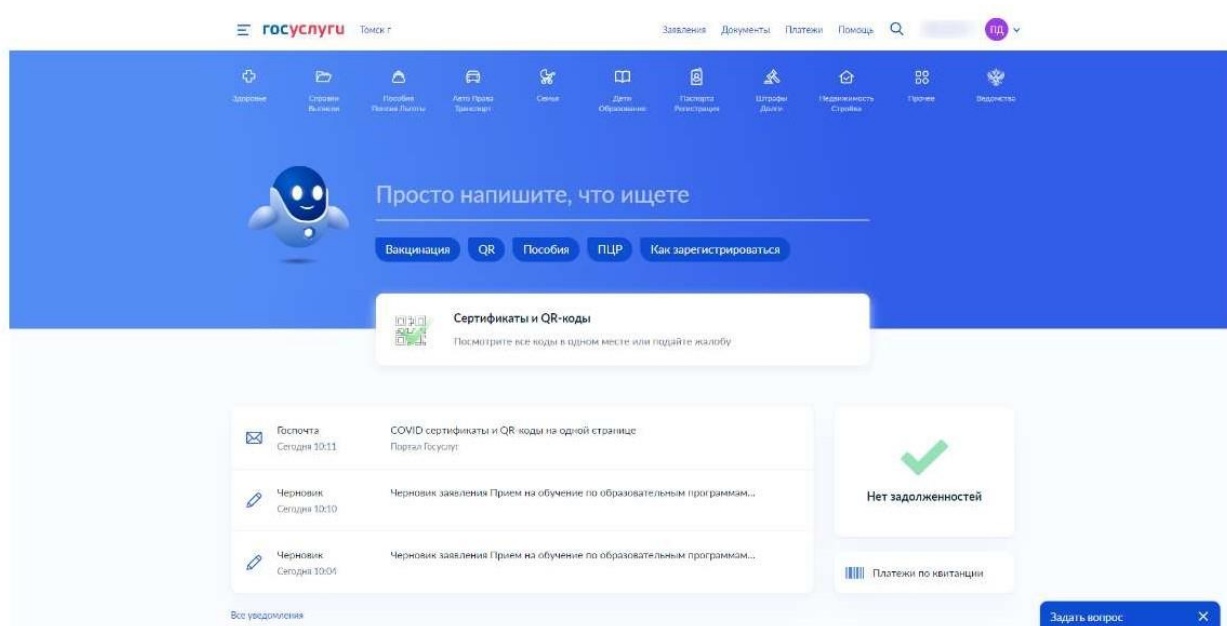 госуслуги Томск г Заявления Документы Платежи Помощь ПД
Здоровье Справки Пособия Авто Права Семья Дети Паспорта Штрафы Недвижимость Прочее Ведомства
Выписки Пенсия Льготы Транспорт Образование Регистрация Долги Стройка
Просто напишите, что ищете
Вакцинация QR Пособия ПЦР Как зарегистрироваться
Сертификаты и QR-коды
Посмотрите все коды в одном месте или подайте жалобу
Госпочта COVID сертификаты и QR-коды на одной странице
Сегодня 10:11 Портал Госуслуг
Черновик Черновик заявления Прием на обучение по образовательным программам...
Сегодня 10:10
Нет задолженностей
Черновик Черновик заявления Прием на обучение по образовательным программам...
Сегодня 10:04
Платежи по квитанции
Все уведомления
Задать вопрос